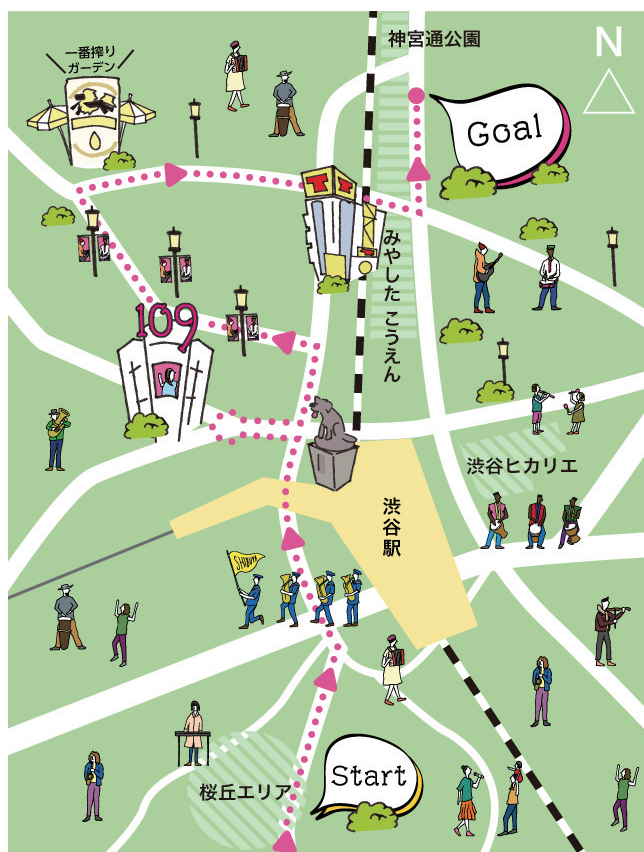 神宮通公園
N
一番搾り
ガーデン
Goal
みやした こうえん
109
渋谷ヒカリエ
渋谷駅
SHIBUYA
Start
桜丘エリア